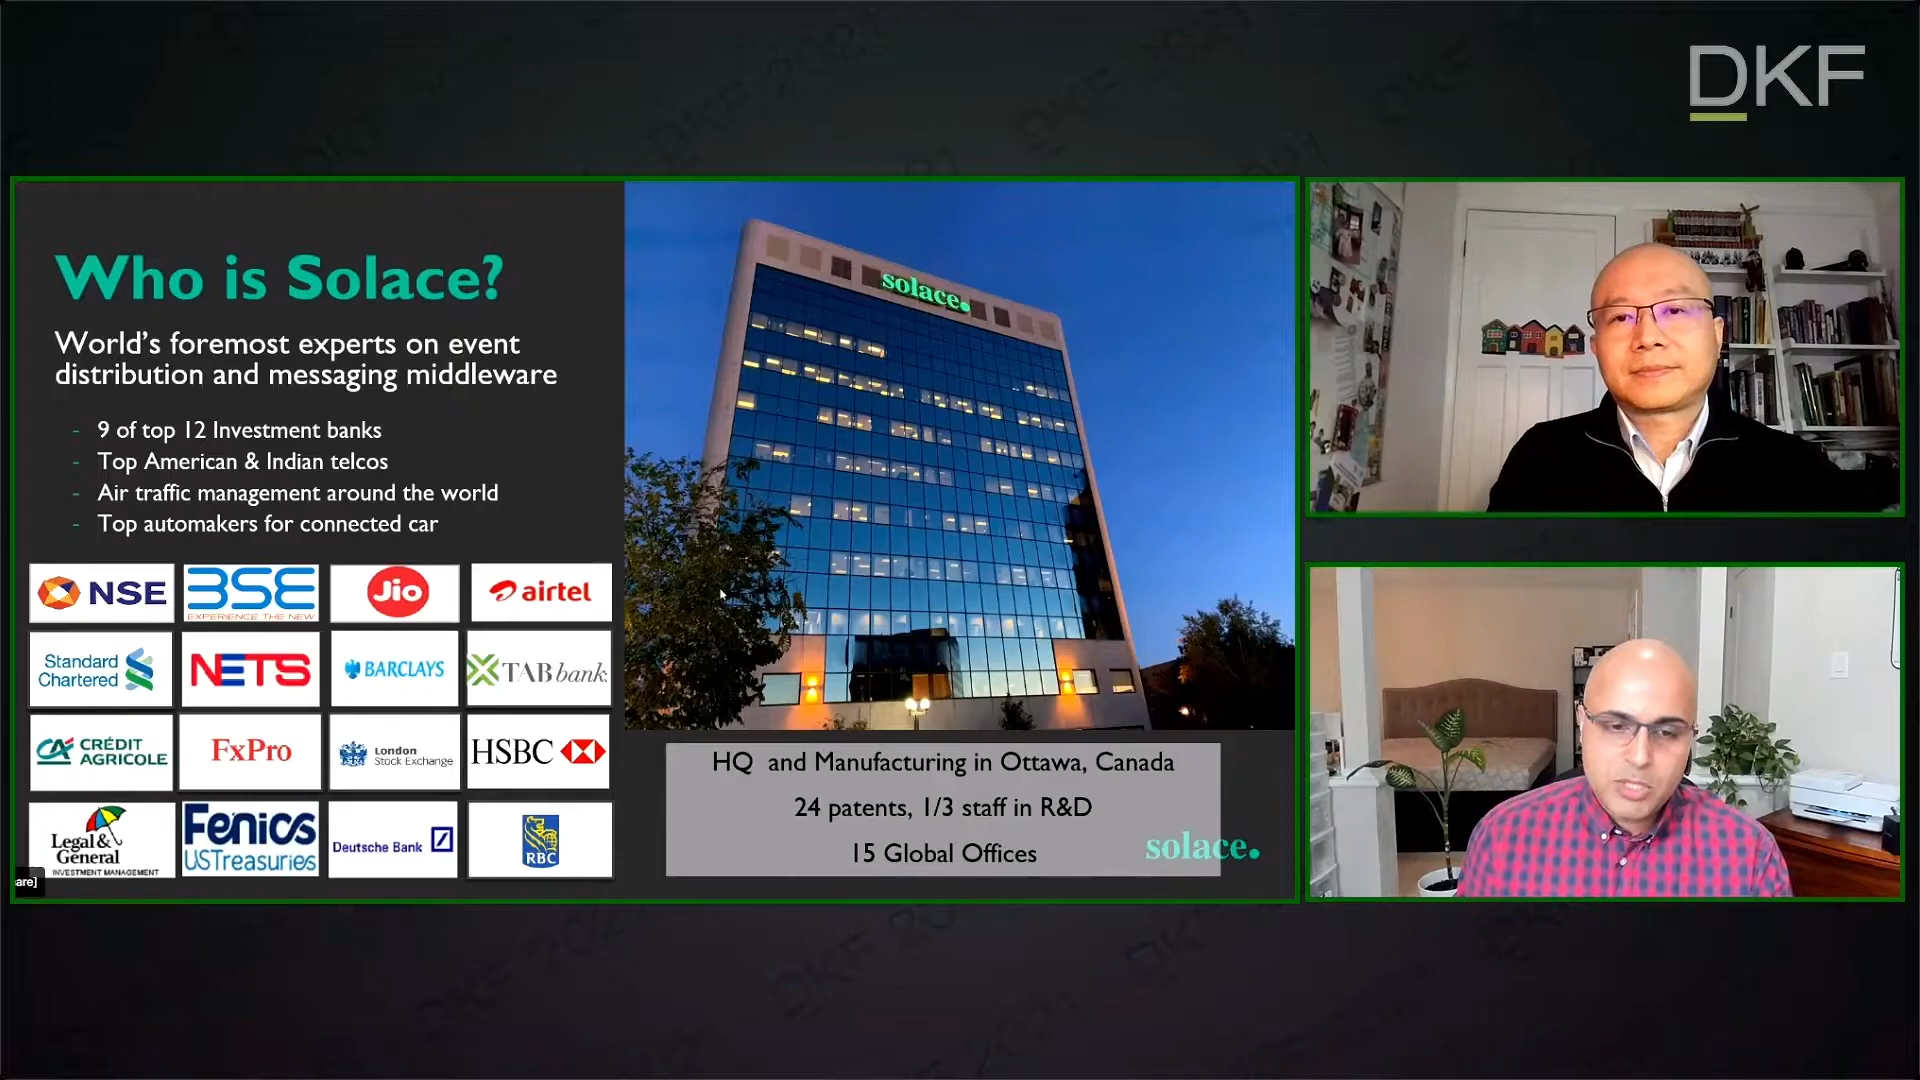 DKF
Who is Solace?
World's foremost experts on event
distribution and messaging middleware
- 9 of top 12 Investment banks
- Top American & Indian telcos
- Air traffic management around the world
- Top automakers for connected car
NSE
BSE
EXPERIENCE THE NEW
Jio
airtel
Standard
Chartered
NETS
BARCLAYS
TAB bank
CRÉDIT
AGRICOLE
FxPro
London
Stock Exchange
HSBC
Legal&
General
INVESTMENT MANAGEMENT
Fenics
USTreasuries
Deutsche Bank
RBC
are]
solace.
HQ and Manufacturing in Ottawa, Canada
24 patents, 1/3 staff in R&D
15 Global Offices
solace.
DKF 2021
DKF 2021